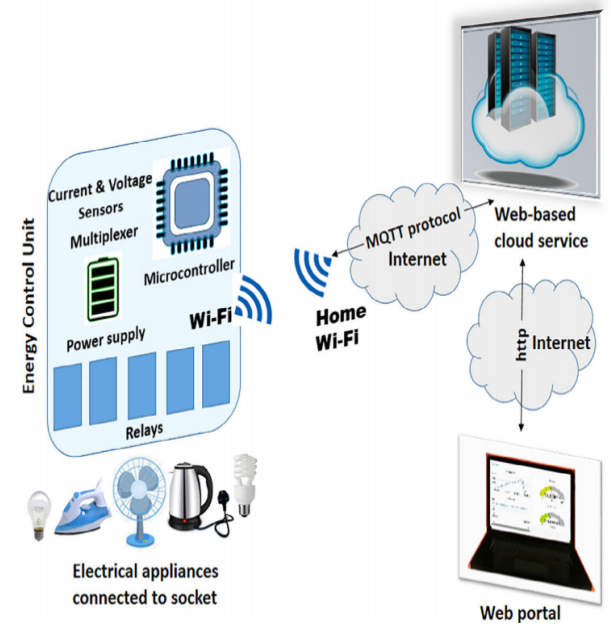 Energy Control Unit
Current & Voltage
Sensors
Multiplexer
Microcontroller
Power supply
Wi-Fi
Relays
Electrical appliances
connected to socket
Home
Wi-Fi
MQTT protocol
Internet
Web-based
cloud service
http
Internet
Web portal